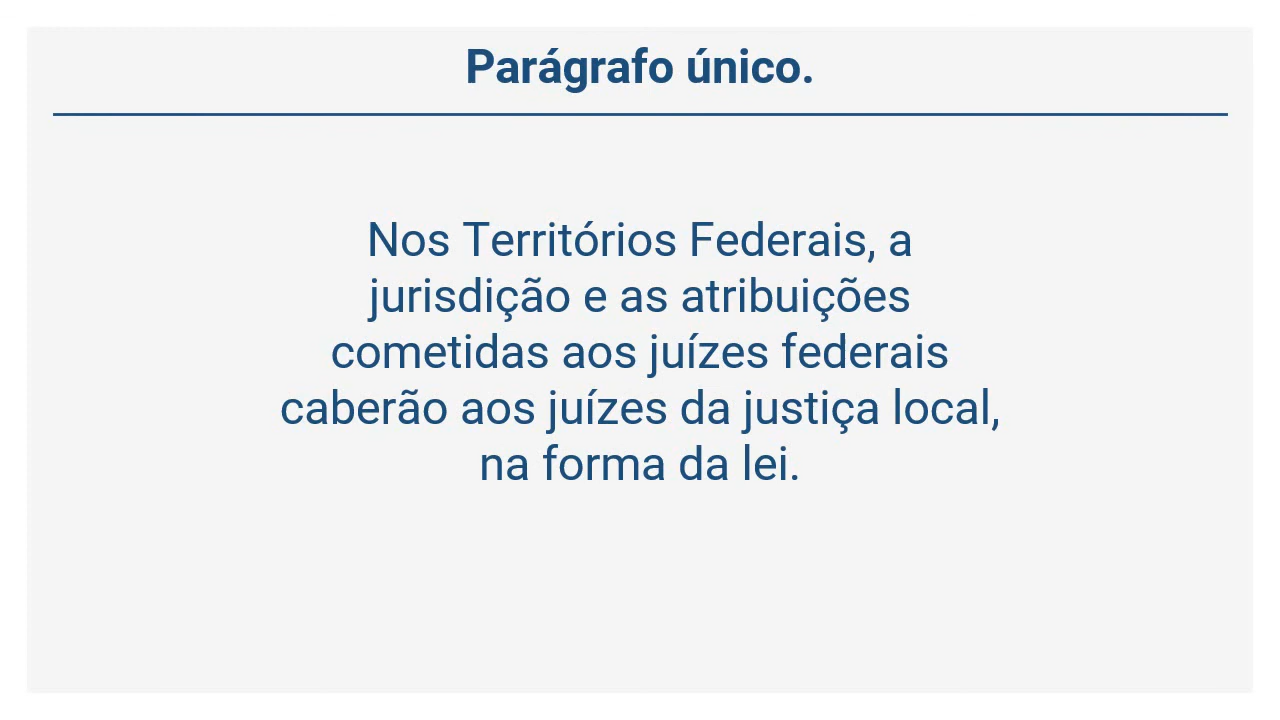 Parágrafo único.
Nos Territórios Federais, a
jurisdição e as atribuições
cometidas aos juízes federais
caberão aos juízes da justiça local,
na forma da lei.